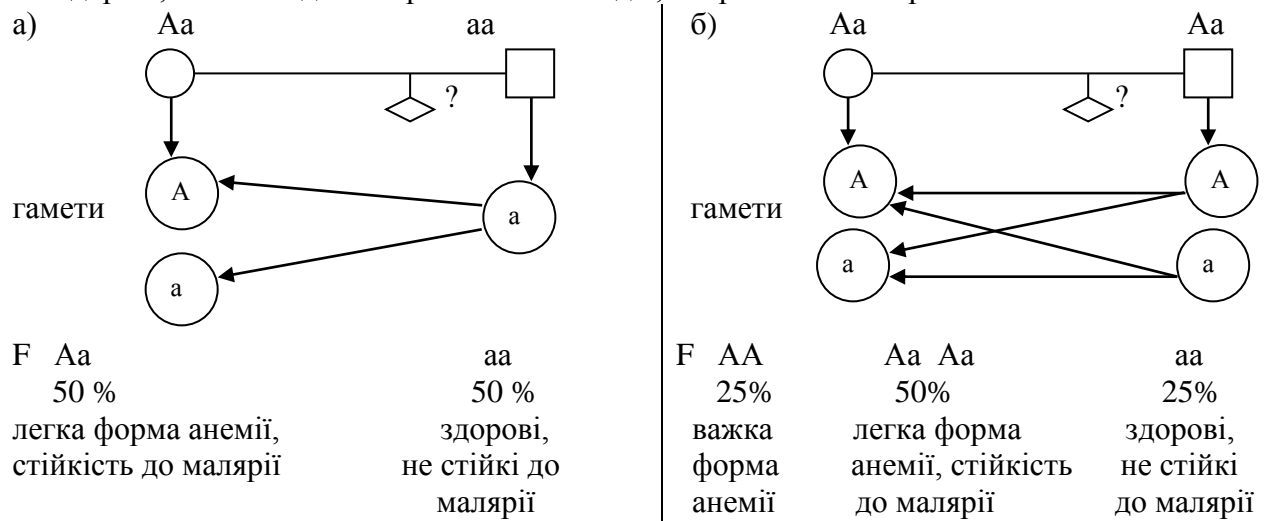 а) Аа аа
?
А
гамети
а
а
F Аа аа
50 % 50 %
легка форма анемії, здорові,
стійкість до малярії не стійкі до
малярії
б) Аа Аа
?
А А
гамети
а а
F АА Аа Аа аа
25% 50% 25%
важка легка форма здорові,
форма анемії, стійкість не стійкі
анемії до малярії до малярії